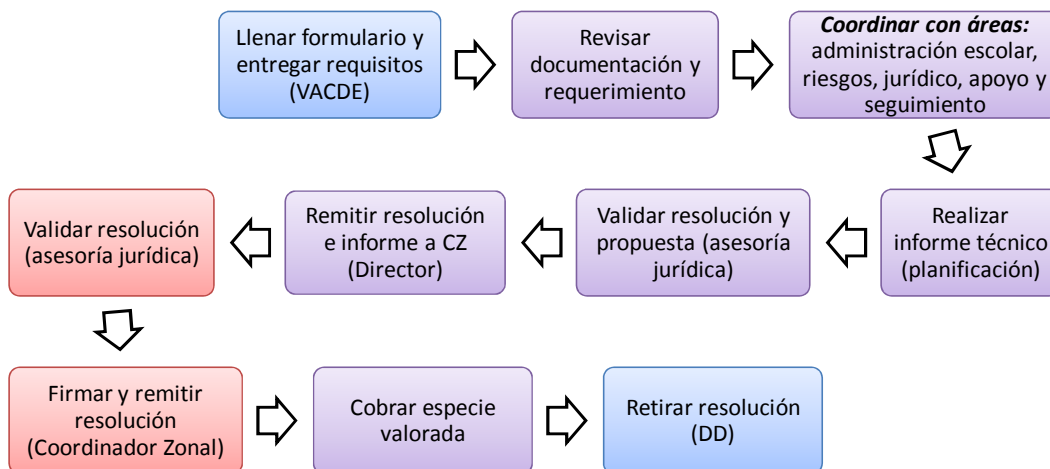 Llenar formulario y
entregar requisitos
(VACDE)
Revisar
documentación y
requerimiento
Coordinar con áreas:
administración escolar,
riesgos, jurídico, apoyo y
seguimiento
Realizar
informe técnico
(planificación)
Validar resolución y
propuesta (asesoría
jurídica)
Remitir resolución
e informe a CZ
(Director)
Validar resolución
(asesoría jurídica)
Firmar y remitir
resolución
(Coordinador Zonal)
Cobrar especie
valorada
Retirar resolución
(DD)